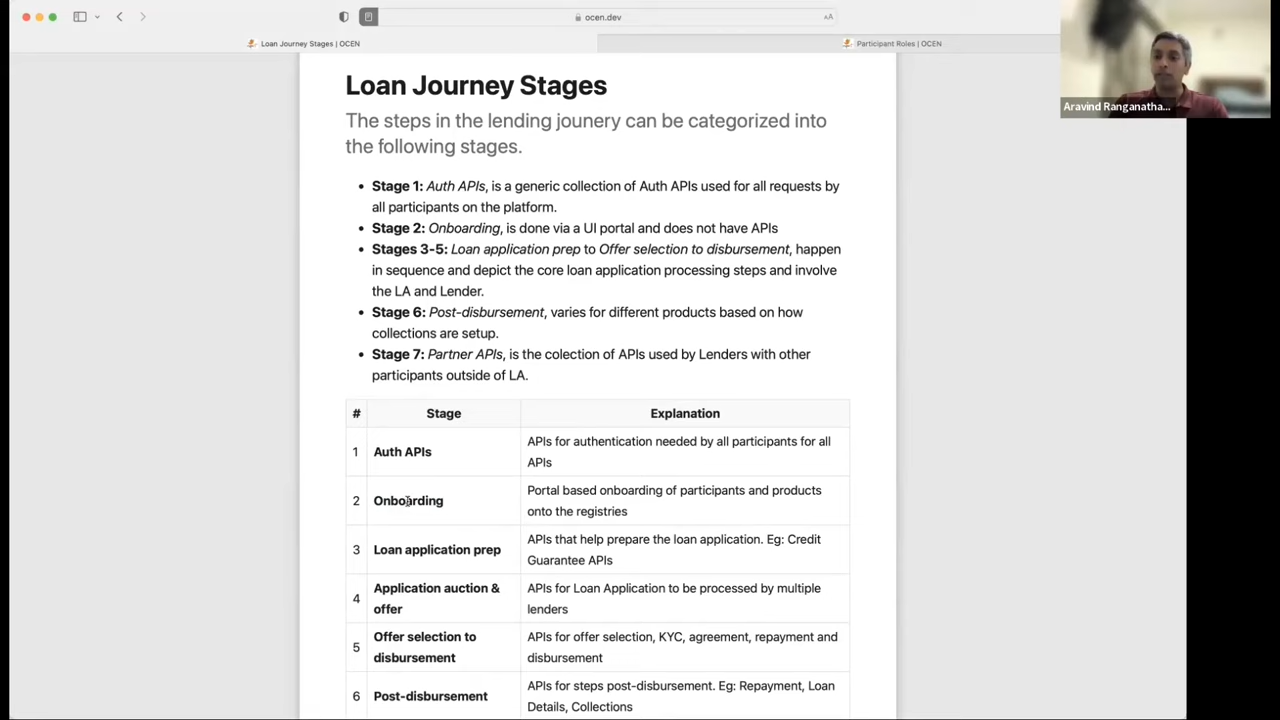 ocen.dev
AA
Loan Journey Stages | OCEN
Participant Roles | OCEN
Aravind Ranganatha...
Loan Journey Stages
The steps in the lending jounery can be categorized into
the following stages.
• Stage 1: Auth APIs, is a generic collection of Auth APIs used for all requests by
all participants on the platform.
• Stage 2: Onboarding, is done via a UI portal and does not have APIs
• Stages 3-5: Loan application prep to Offer selection to disbursement, happen
in sequence and depict the core loan application processing steps and involve
the LA and Lender.
• Stage 6: Post-disbursement, varies for different products based on how
collections are setup.
• Stage 7: Partner APIs, is the colection of APIs used by Lenders with other
participants outside of LA.
# Stage Explanation
1 Auth APIs APIs for authentication needed by all participants for all
APIs
2 Onboarding Portal based onboarding of participants and products
onto the registries
3 Loan application prep APIs that help prepare the loan application. Eg: Credit
Guarantee APIs
4 Application auction & APIs for Loan Application to be processed by multiple
offer lenders
5 Offer selection to APIs for offer selection, KYC, agreement, repayment and
disbursement disbursement
6 Post-disbursement APIs for steps post-disbursement. Eg: Repayment, Loan
Details, Collections